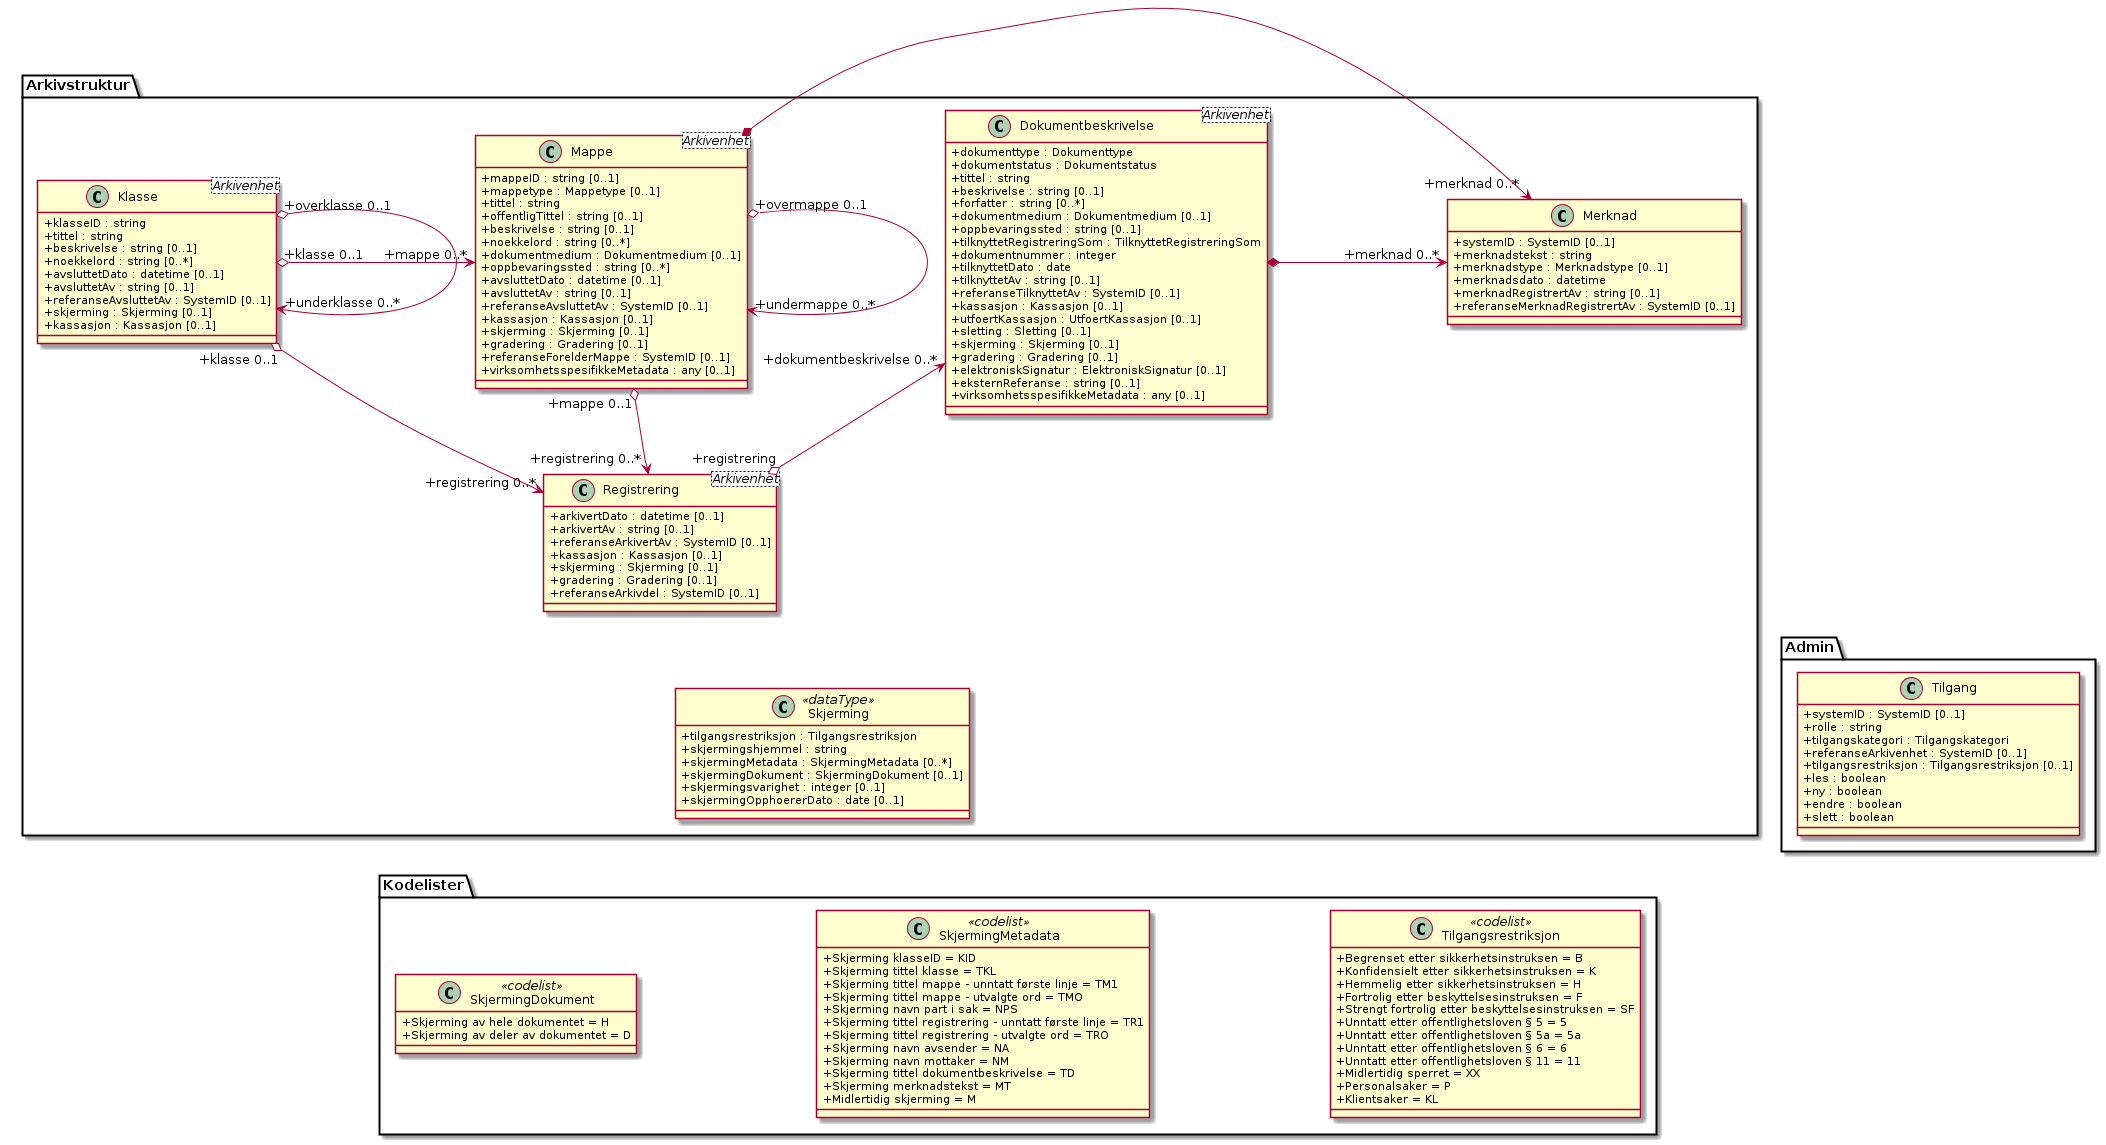 Arkivstruktur
Arkivenhet
Klasse
+klasseID : string
+tittel : string
+beskrivelse : string [0..1]
+noekkelord : string [0..*]
+avsluttetDato : datetime [0..1]
+avsluttetAv : string [0..1]
+referanseAvsluttetAv : SystemID [0..1]
+skjerming : Skjerming [0..1]
+kassasjon : Kassasjon [0..1]
+overklasse 0..1
+klasse 0..1
+mappe 0..*
+underklasse 0..*
+klasse 0..1
+registrering 0..*
Arkivenhet
Mappe
+mappeID : string [0..1]
+mappetype : Mappetype [0..1]
+tittel : string
+offentligTittel : string [0..1]
+beskrivelse : string [0..1]
+noekkelord : string [0..*]
+dokumentmedium : Dokumentmedium [0..1]
+oppbevaringssted : string [0..*]
+avsluttetDato : datetime [0..1]
+avsluttetAv : string [0..1]
+referanseAvsluttetAv : SystemID [0..1]
+kassasjon : Kassasjon [0..1]
+skjerming : Skjerming [0..1]
+gradering : Gradering [0..1]
+referanseForelderMappe : SystemID [0..1]
+virksomhetsspesifikkeMetadata : any [0..1]
+overmappe 0..1
+undermappe 0..*
+mappe 0..1
+registrering 0..*
Arkivenhet
Dokumentbeskrivelse
+dokumenttype : Dokumenttype
+dokumentstatus : Dokumentstatus
+tittel : string
+beskrivelse : string [0..1]
+forfatter : string [0..*]
+dokumentmedium : Dokumentmedium [0..1]
+oppbevaringssted : string [0..1]
+tilknyttetRegistreringSom : TilknyttetRegistreringSom
+dokumentnummer : integer
+tilknyttetDato : date
+tilknyttetAv : string [0..1]
+referanseTilknyttetAv : SystemID [0..1]
+kassasjon : Kassasjon [0..1]
+utfoertKassasjon : UtfoertKassasjon [0..1]
+sletting : Sletting [0..1]
+skjerming : Skjerming [0..1]
+gradering : Gradering [0..1]
+elektroniskSignatur : ElektroniskSignatur [0..1]
+eksternReferanse : string [0..1]
+virksomhetsspesifikkeMetadata : any [0..1]
+dokumentbeskrivelse 0..*
+registrering
+merknad 0..*
+merknad 0..*
Merknad
+systemID : SystemID [0..1]
+merknadstekst : string
+merknadstype : Merknadstype [0..1]
+merknadsdato : datetime
+merknadRegistrertAv : string [0..1]
+referanseMerknadRegistrertAv : SystemID [0..1]
Arkivenhet
Registrering
+arkivertDato : datetime [0..1]
+arkivertAv : string [0..1]
+referanseArkivertAv : SystemID [0..1]
+kassasjon : Kassasjon [0..1]
+skjerming : Skjerming [0..1]
+gradering : Gradering [0..1]
+referanseArkivdel : SystemID [0..1]
«dataType»
Skjerming
+tilgangsrestriksjon : Tilgangsrestriksjon
+skjermingshjemmel : string
+skjermingMetadata : SkjermingMetadata [0..*]
+skjermingDokument : SkjermingDokument [0..1]
+skjermingsvarighet : integer [0..1]
+skjermingOpphoererDato : date [0..1]
Admin
Tilgang
+systemID : SystemID [0..1]
+rolle : string
+tilgangskategori : Tilgangskategori
+referanseArkivenhet : SystemID [0..1]
+tilgangsrestriksjon : Tilgangsrestriksjon [0..1]
+les : boolean
+ny : boolean
+endre : boolean
+slett : boolean
Kodelister
«codelist»
SkjermingDokument
+Skjerming av hele dokumentet = H
+Skjerming av deler av dokumentet = D
«codelist»
SkjermingMetadata
+Skjerming klasseID = KID
+Skjerming tittel klasse = TKL
+Skjerming tittel mappe - unntatt første linje = TM1
+Skjerming tittel mappe - utvalgte ord = TMO
+Skjerming navn part i sak = NPS
+Skjerming tittel registrering - unntatt første linje = TR1
+Skjerming tittel registrering - utvalgte ord = TRO
+Skjerming navn avsender = NA
+Skjerming navn mottaker = NM
+Skjerming tittel dokumentbeskrivelse = TD
+Skjerming merknadstekst = MT
+Midlertidig skjerming = M
«codelist»
Tilgangsrestriksjon
+Begrenset etter sikkerhetsinstruksen = B
+Konfidensielt etter sikkerhetsinstruksen = K
+Hemmelig etter sikkerhetsinstruksen = H
+Fortrolig etter beskyttelsesinstruksen = F
+Strengt fortrolig etter beskyttelsesinstruksen = SF
+Unntatt etter offentlighetsloven § 5 = 5
+Unntatt etter offentlighetsloven § 5a = 5a
+Unntatt etter offentlighetsloven § 6 = 6
+Unntatt etter offentlighetsloven § 11 = 11
+Midlertidig sperret = XX
+Personalsaker = P
+Klientsaker = KL